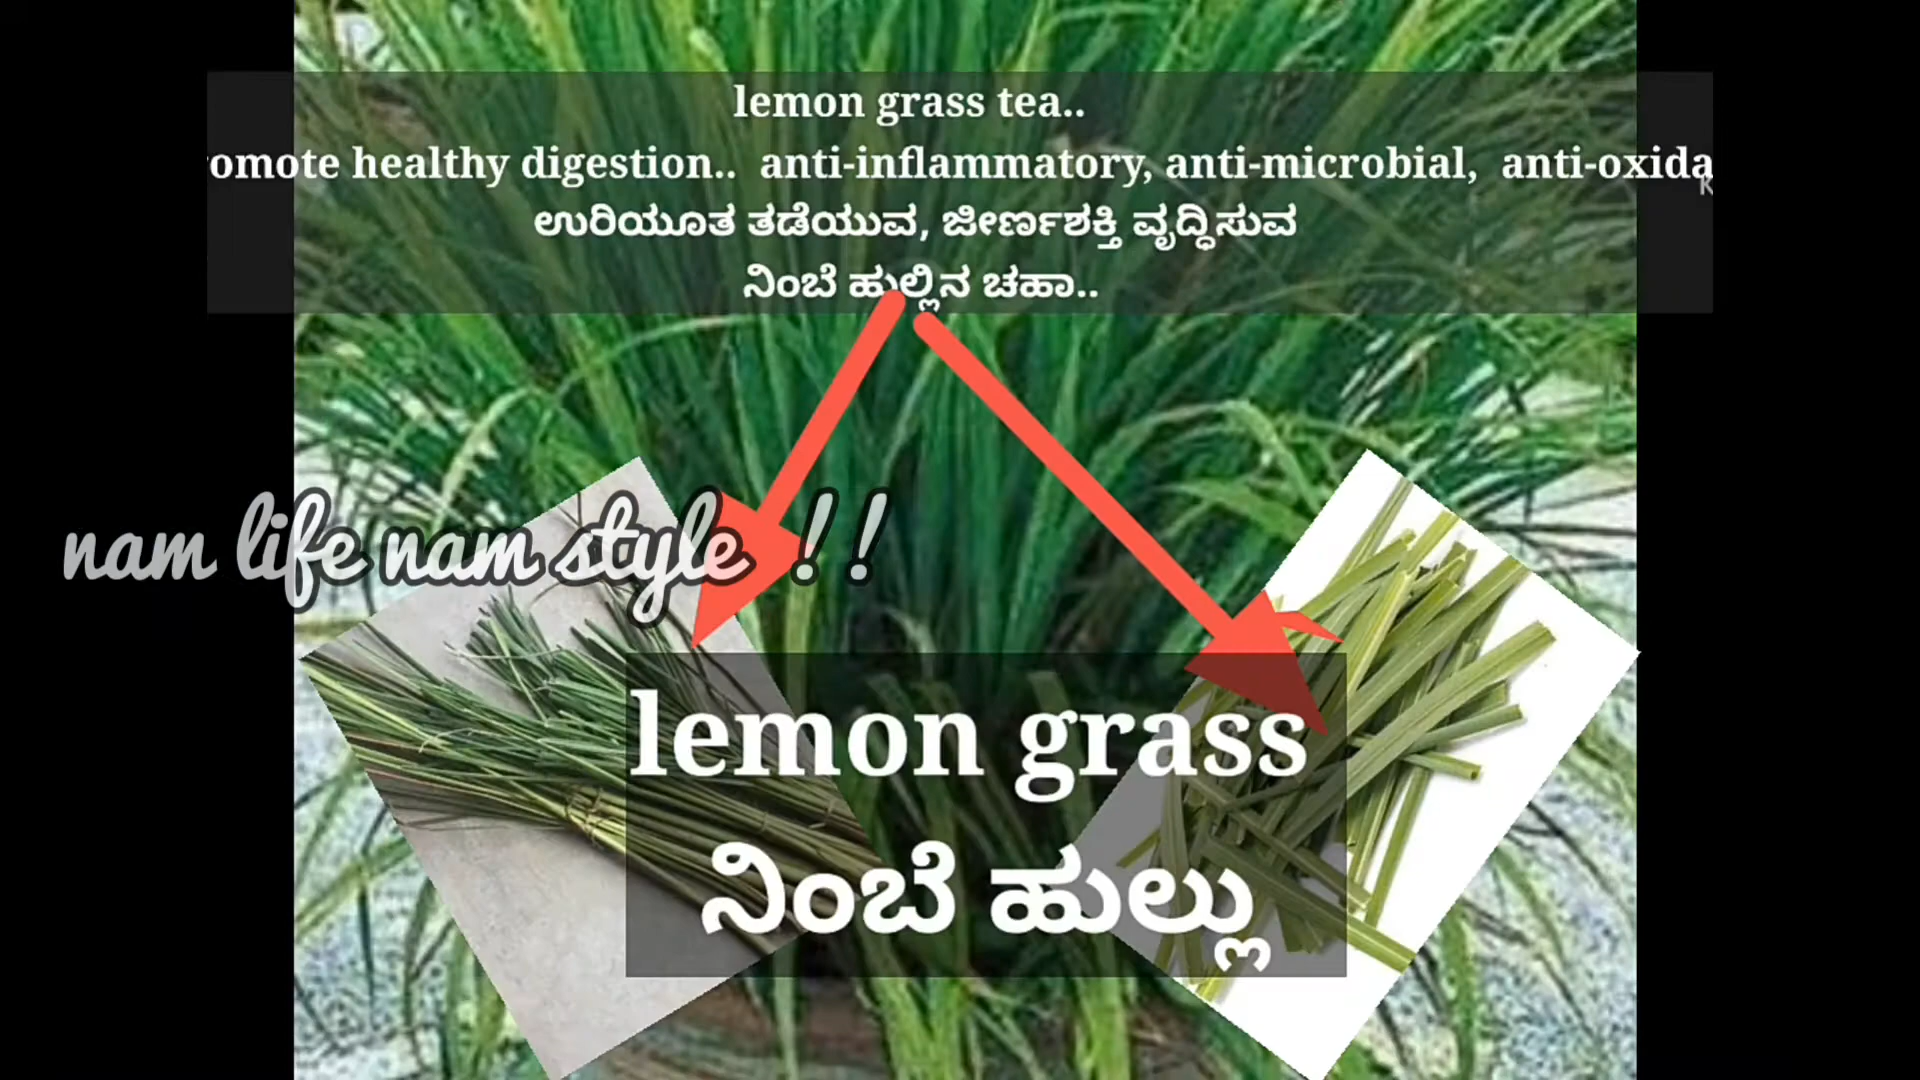 lemon grass tea..
omote healthy digestion.. anti-inflammatory, anti-microbial, anti-oxida
ಉರಿಯೂತ ತಡೆಯುವ, ಜೀರ್ಣಶಕ್ತಿ ವೃದ್ಧಿಸುವ
ನಿಂಬೆ ಹುಲ್ಲಿನ ಚಹಾ..
nam life nam style !!
lemon grass
ನಿಂಬೆ ಹುಲ್ಲು